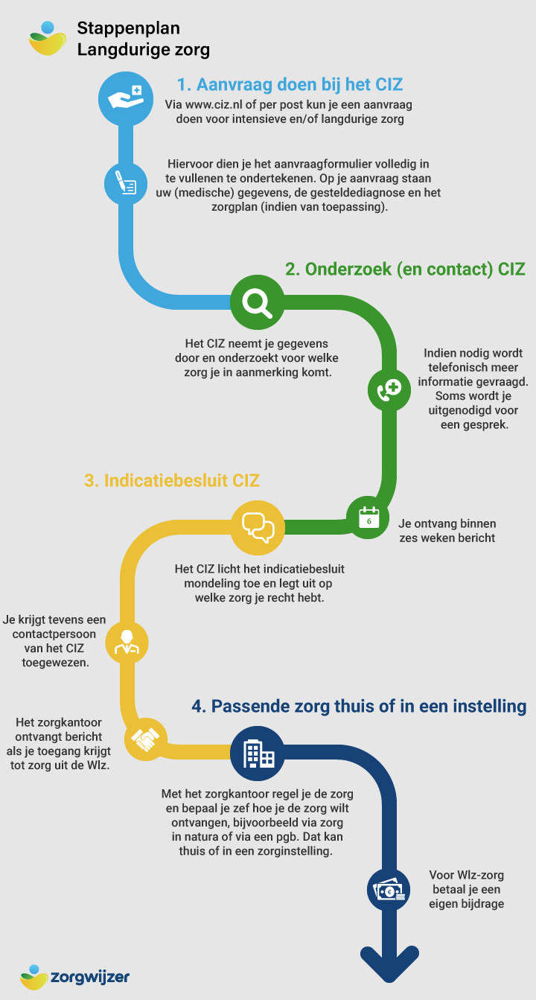 Stappenplan
Langdurige zorg
1. Aanvraag doen bij het CIZ
Via www.ciz.nl of per post kun je een aanvraag
doen voor intensieve en/of langdurige zorg
Hiervoor dien je het aanvraagformulier volledig in
te vullenen te ondertekenen. Op je aanvraag staan
uw (medische) gegevens, de gesteldediagnose en het
zorgplan (indien van toepassing).
2. Onderzoek (en contact) CIZ
Het CIZ neemt je gegevens
door en onderzoekt voor welke
zorg je in aanmerking komt.
Indien nodig wordt
telefonisch meer
informatie gevraagd.
Soms wordt je
uitgenodigd voor
een gesprek.
6
Je ontvang binnen
zes weken bericht
3. Indicatiebesluit CIZ
Het CIZ licht het indicatiebesluit
mondeling toe en legt uit op
welke zorg je recht hebt.
Je krijgt tevens een
contactpersoon
van het CIZ
toegewezen.
Het zorgkantoor
ontvangt bericht
als je toegang krijgt
tot zorg uit de Wlz.
4. Passende zorg thuis of in een instelling
Met het zorgkantoor regel je de zorg
en bepaal je zef hoe je de zorg wilt
ontvangen, bijvoorbeeld via zorg
in natura of via een pgb. Dat kan
thuis of in een zorginstelling.
€
Voor Wlz-zorg
betaal je een
eigen bijdrage
zorgwijzer